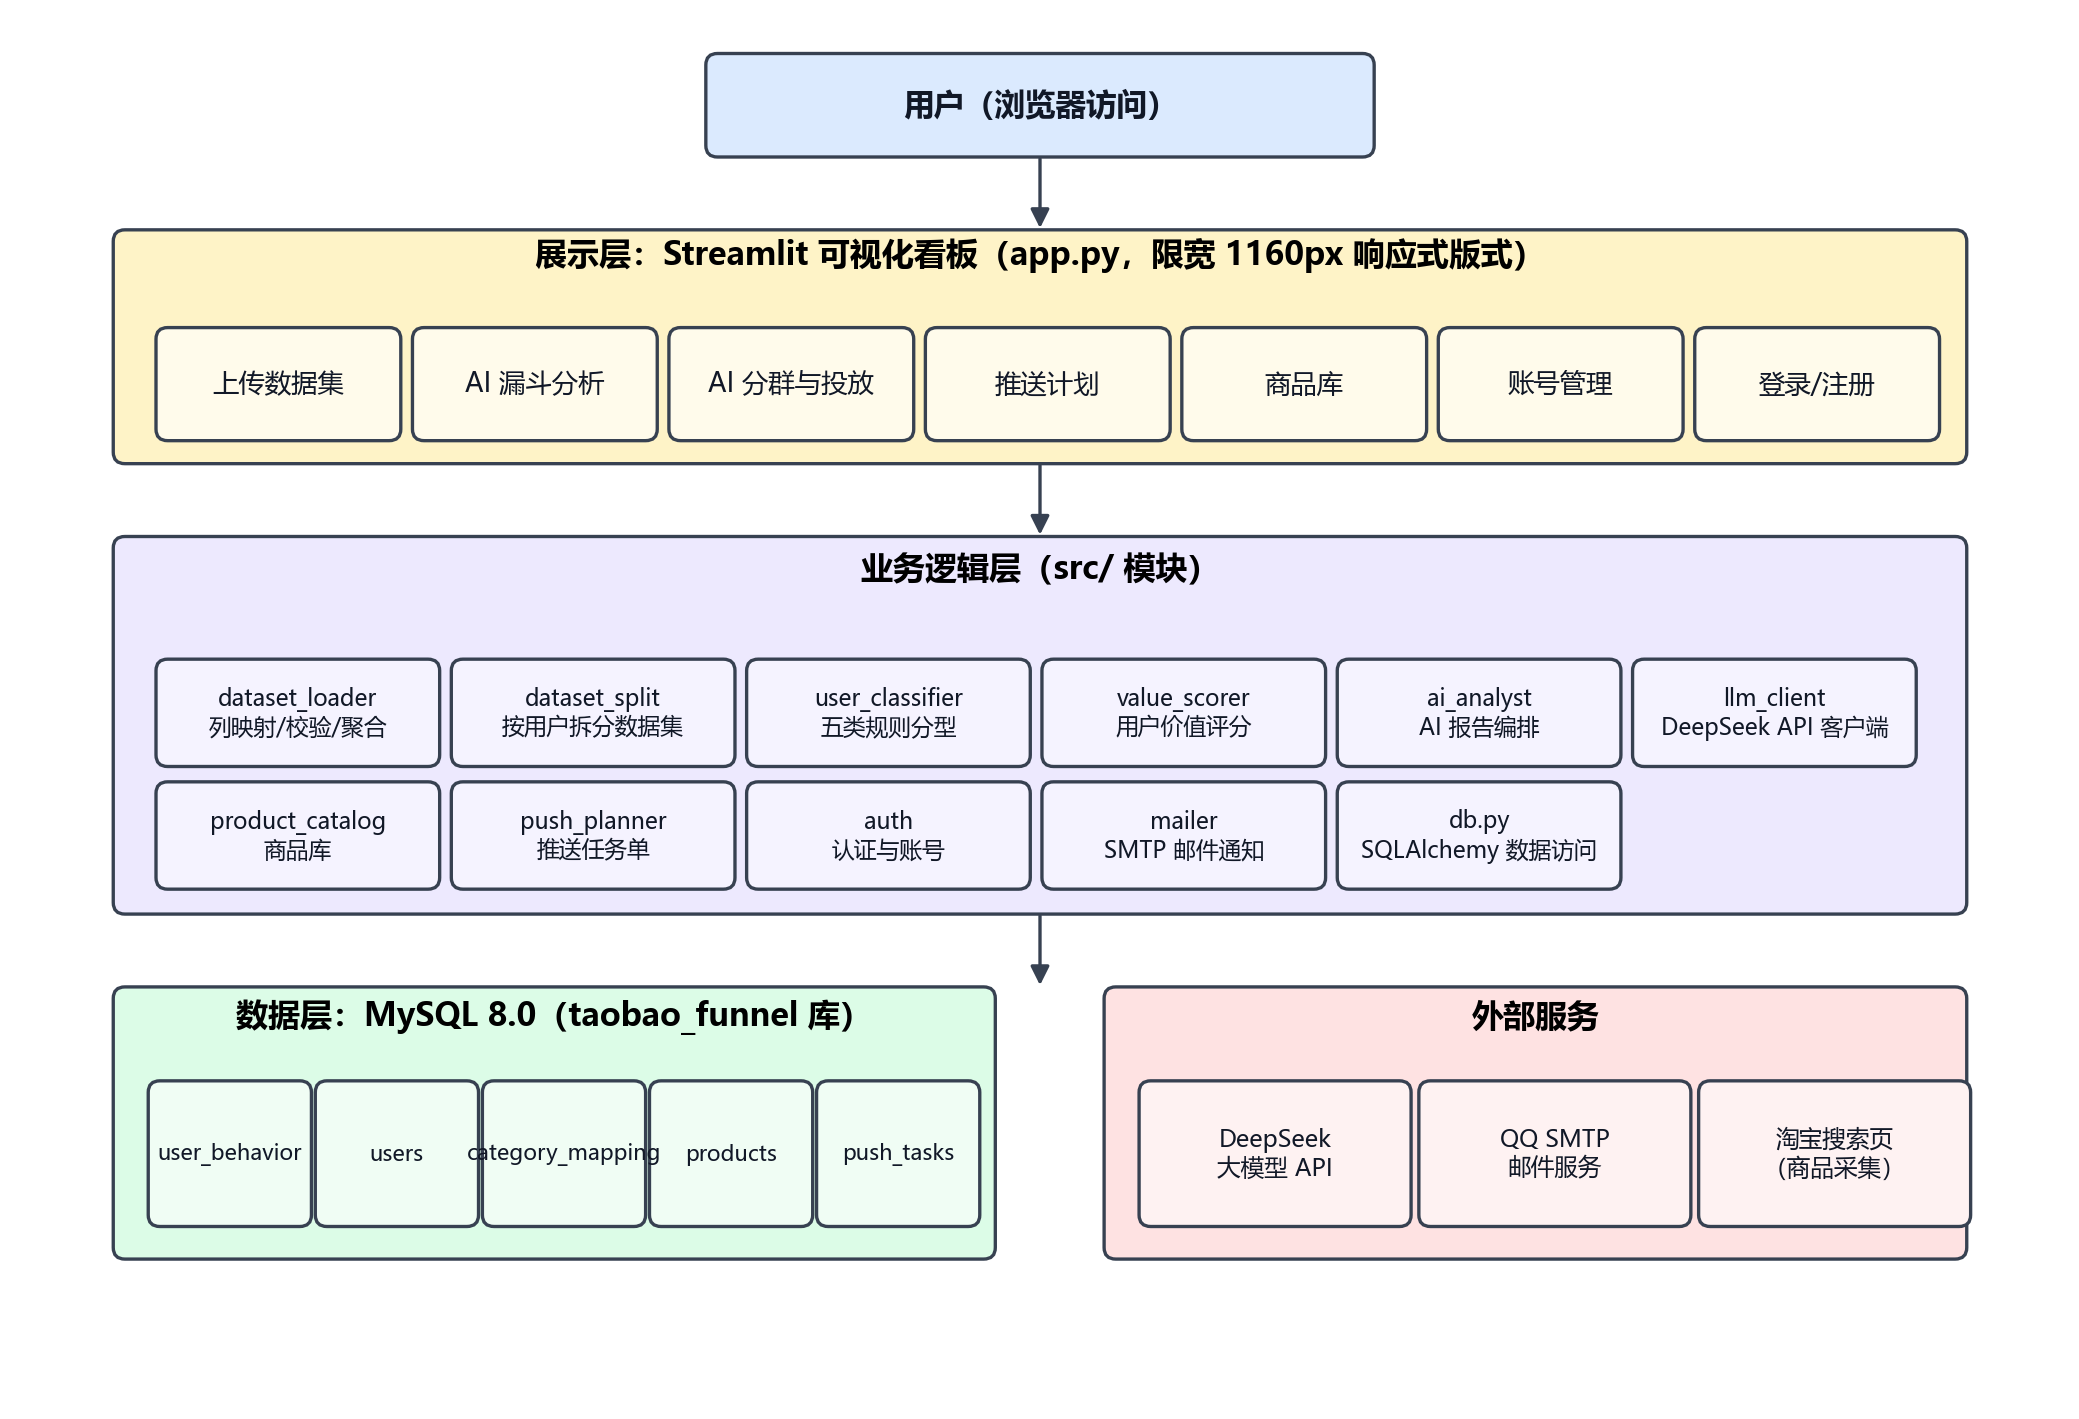 用户（浏览器访问）
展示层：Streamlit 可视化看板（app.py，限宽 1160px 响应式版式）
上传数据集
AI 漏斗分析
AI 分群与投放
推送计划
商品库
账号管理
登录/注册
业务逻辑层（src/ 模块）
dataset_loader
列映射/校验/聚合
dataset_split
按用户拆分数据集
user_classifier
五类规则分型
value_scorer
用户价值评分
ai_analyst
AI 报告编排
llm_client
DeepSeek API 客户端
product_catalog
商品库
push_planner
推送任务单
auth
认证与账号
mailer
SMTP 邮件通知
db.py
SQLAlchemy 数据访问
数据层：MySQL 8.0（taobao_funnel 库）
user_behavior
users
category_mapping
products
push_tasks
外部服务
DeepSeek
大模型 API
QQ SMTP
邮件服务
淘宝搜索页
（商品采集）